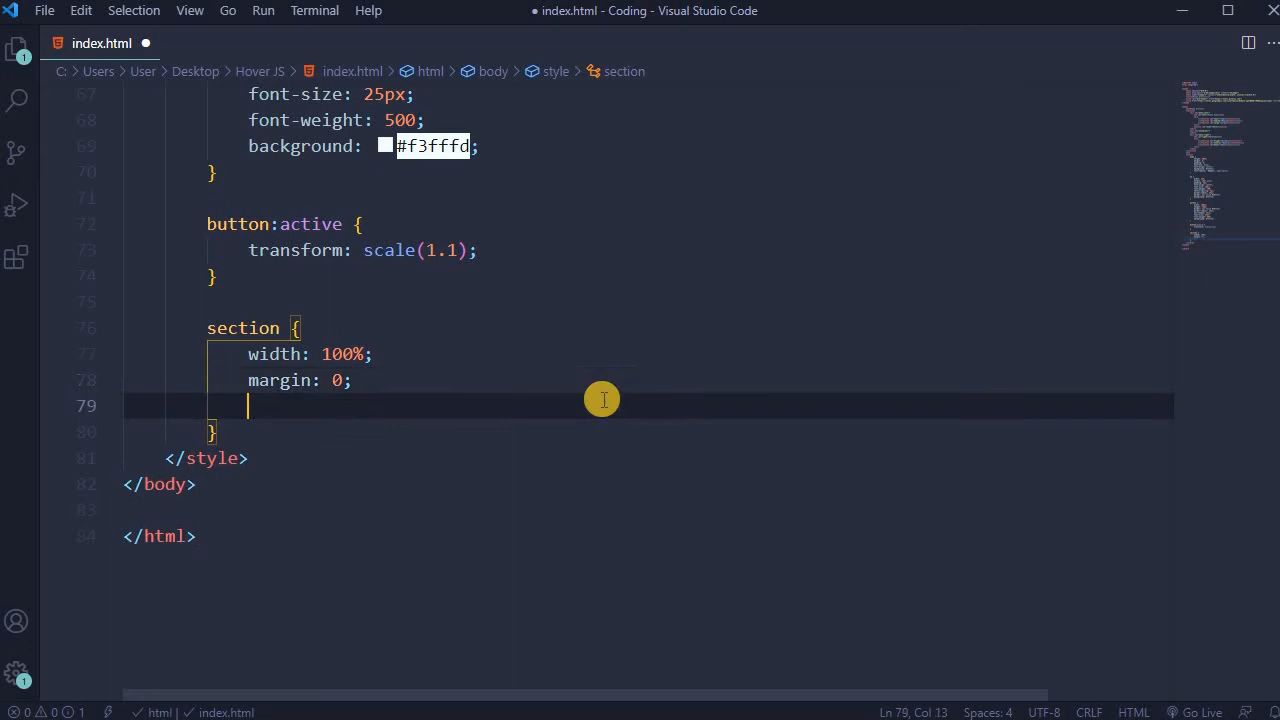 File Edit Selection View Go Run Terminal Help
● index.html - Coding - Visual Studio Code
index.html ●
C: > Users > User > Desktop > Hover JS > index.html > html > body > style > section
67 font-size: 25px;
68 font-weight: 500;
69 background: #f3fffd;
70 }
71
72 button:active {
73 transform: scale(1.1);
74 }
75
76 section {
77 width: 100%;
78 margin: 0;
79
80 }
81 </style>
82 </body>
83
84 </html>
1
1
0 0 1 html | index.html Ln 79, Col 13 Spaces: 4 UTF-8 CRLF HTML Go Live